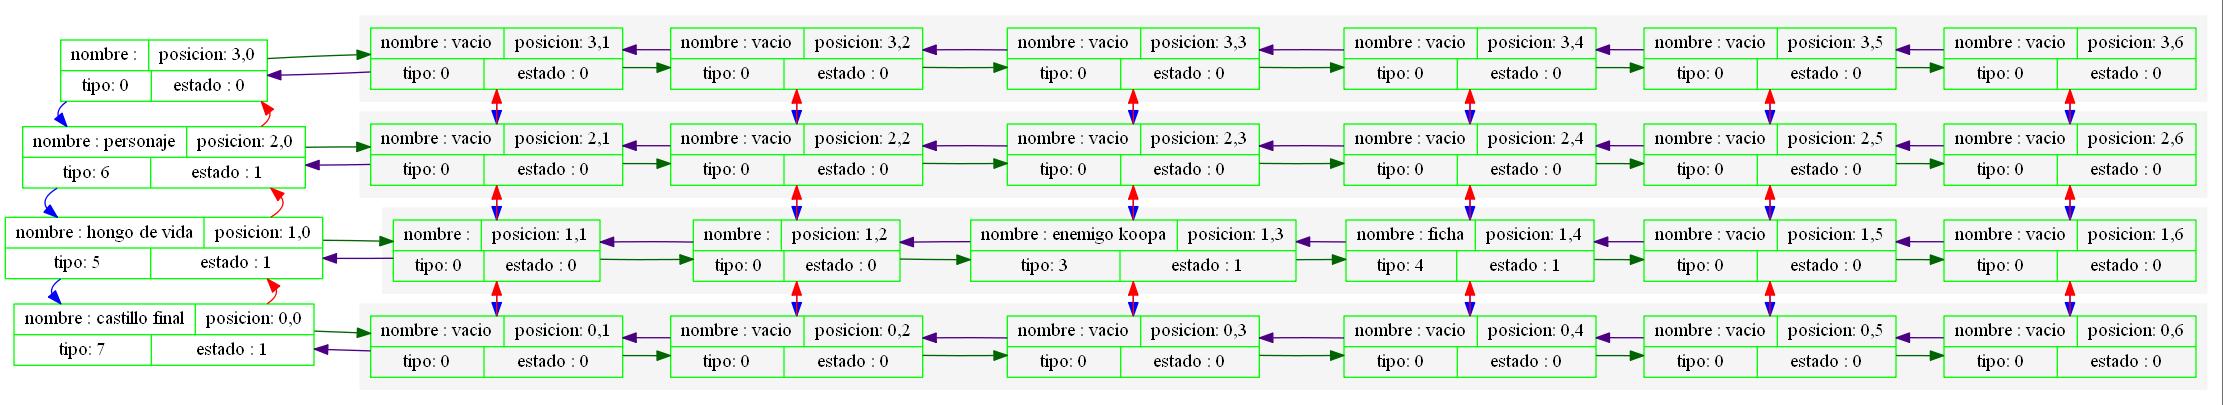 nombre : posicion: 3,0
tipo: 0 estado : 0
nombre : vacio posicion: 3,1
tipo: 0 estado : 0
nombre : vacio posicion: 3,2
tipo: 0 estado : 0
nombre : vacio posicion: 3,3
tipo: 0 estado : 0
nombre : vacio posicion: 3,4
tipo: 0 estado : 0
nombre : vacio posicion: 3,5
tipo: 0 estado : 0
nombre : vacio posicion: 3,6
tipo: 0 estado : 0
nombre : personaje posicion: 2,0
tipo: 6 estado : 1
nombre : vacio posicion: 2,1
tipo: 0 estado : 0
nombre : vacio posicion: 2,2
tipo: 0 estado : 0
nombre : vacio posicion: 2,3
tipo: 0 estado : 0
nombre : vacio posicion: 2,4
tipo: 0 estado : 0
nombre : vacio posicion: 2,5
tipo: 0 estado : 0
nombre : vacio posicion: 2,6
tipo: 0 estado : 0
nombre : hongo de vida posicion: 1,0
tipo: 5 estado : 1
nombre : posicion: 1,1
tipo: 0 estado : 0
nombre : posicion: 1,2
tipo: 0 estado : 0
nombre : enemigo koopa posicion: 1,3
tipo: 3 estado : 1
nombre : ficha posicion: 1,4
tipo: 4 estado : 1
nombre : vacio posicion: 1,5
tipo: 0 estado : 0
nombre : vacio posicion: 1,6
tipo: 0 estado : 0
nombre : castillo final posicion: 0,0
tipo: 7 estado : 1
nombre : vacio posicion: 0,1
tipo: 0 estado : 0
nombre : vacio posicion: 0,2
tipo: 0 estado : 0
nombre : vacio posicion: 0,3
tipo: 0 estado : 0
nombre : vacio posicion: 0,4
tipo: 0 estado : 0
nombre : vacio posicion: 0,5
tipo: 0 estado : 0
nombre : vacio posicion: 0,6
tipo: 0 estado : 0